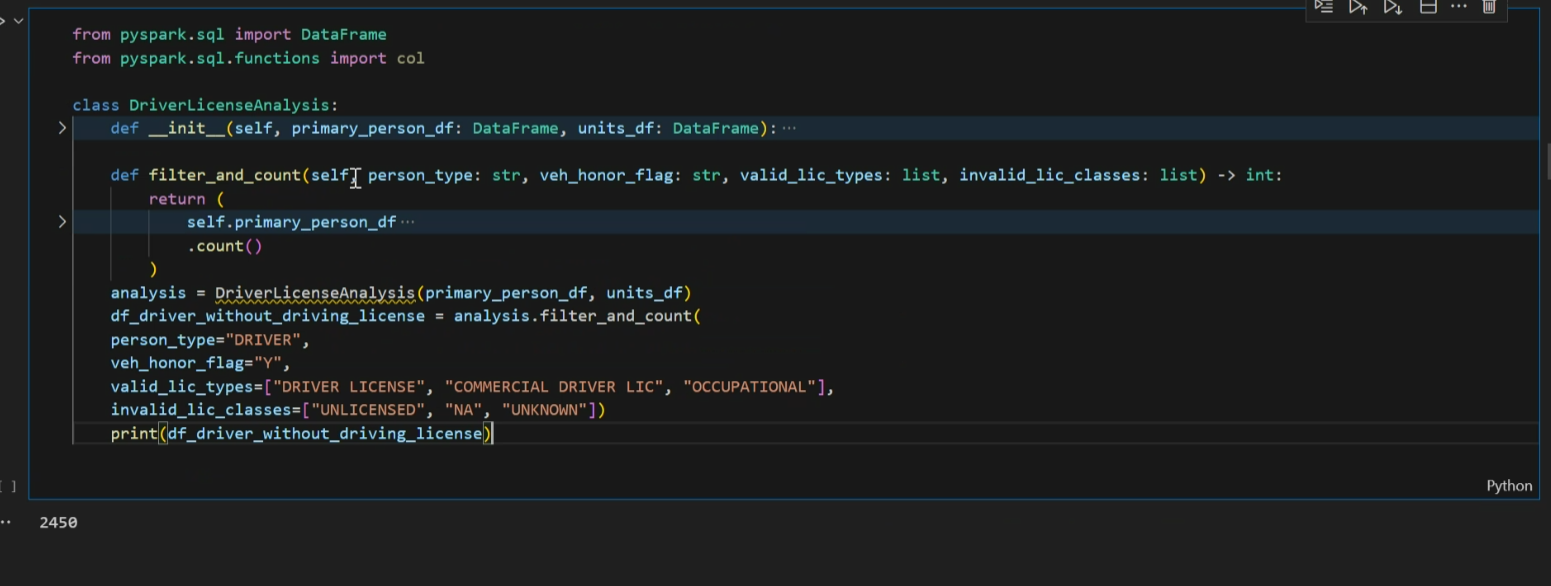 from pyspark.sql import DataFrame
from pyspark.sql.functions import col
class DriverLicenseAnalysis:
def __init__(self, primary_person_df: DataFrame, units_df: DataFrame):···
def filter_and_count(self, person_type: str, veh_honor_flag: str, valid_lic_types: list, invalid_lic_classes: list) -> int:
return (
self.primary_person_df···
.count()
)
analysis = DriverLicenseAnalysis(primary_person_df, units_df)
df_driver_without_driving_license = analysis.filter_and_count(
person_type="DRIVER",
veh_honor_flag="Y",
valid_lic_types=["DRIVER LICENSE", "COMMERCIAL DRIVER LIC", "OCCUPATIONAL"],
invalid_lic_classes=["UNLICENSED", "NA", "UNKNOWN"])
print(df_driver_without_driving_license)
[ ]
Python
2450